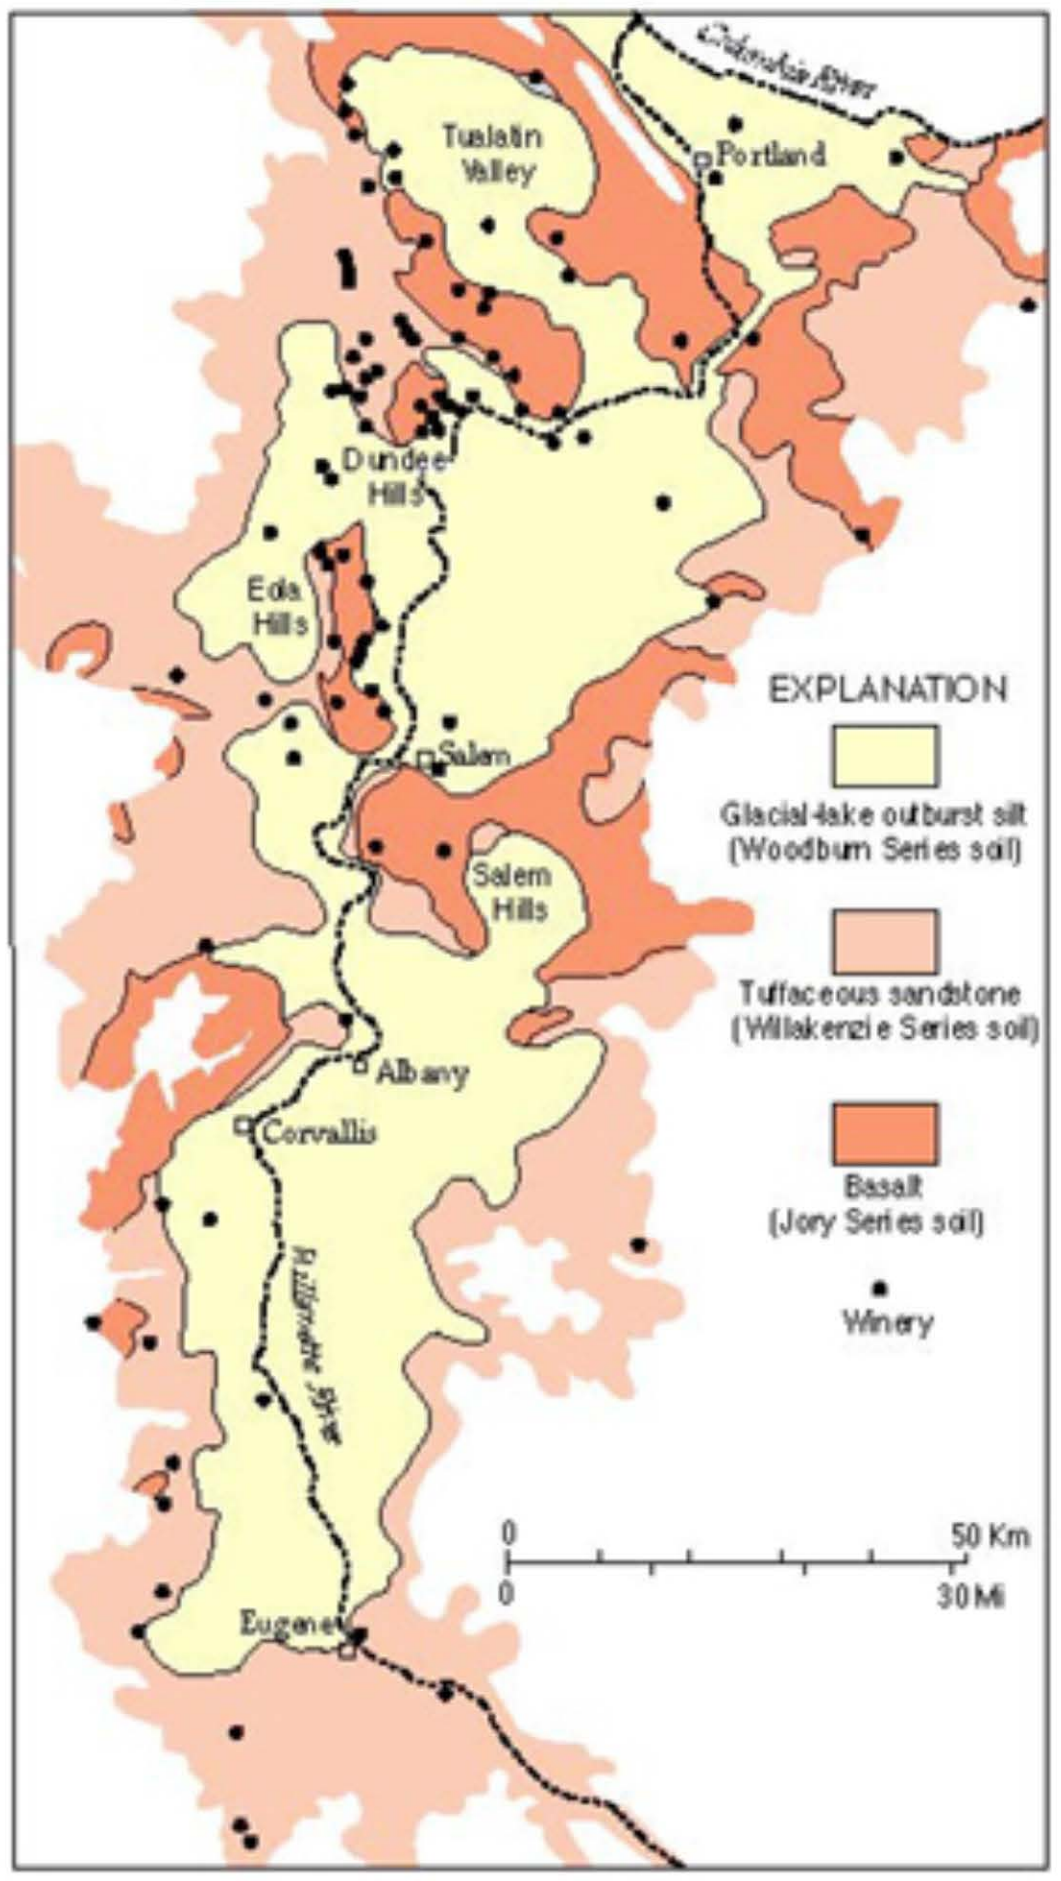 Columbia River
Tualatin
Valley
Portland
Dundee
Hills
Eola
Hills
EXPLANATION
Salem
Glacial-lake outburst silt
(Woodburn Series soil)
Salem
Hills
Tuffaceous sandstone
(Willakenzie Series soil)
Albany
Corvallis
Basalt
(Jory Series soil)
Willamette River
Winery
0 50 Km
0 30 Mi
Eugene